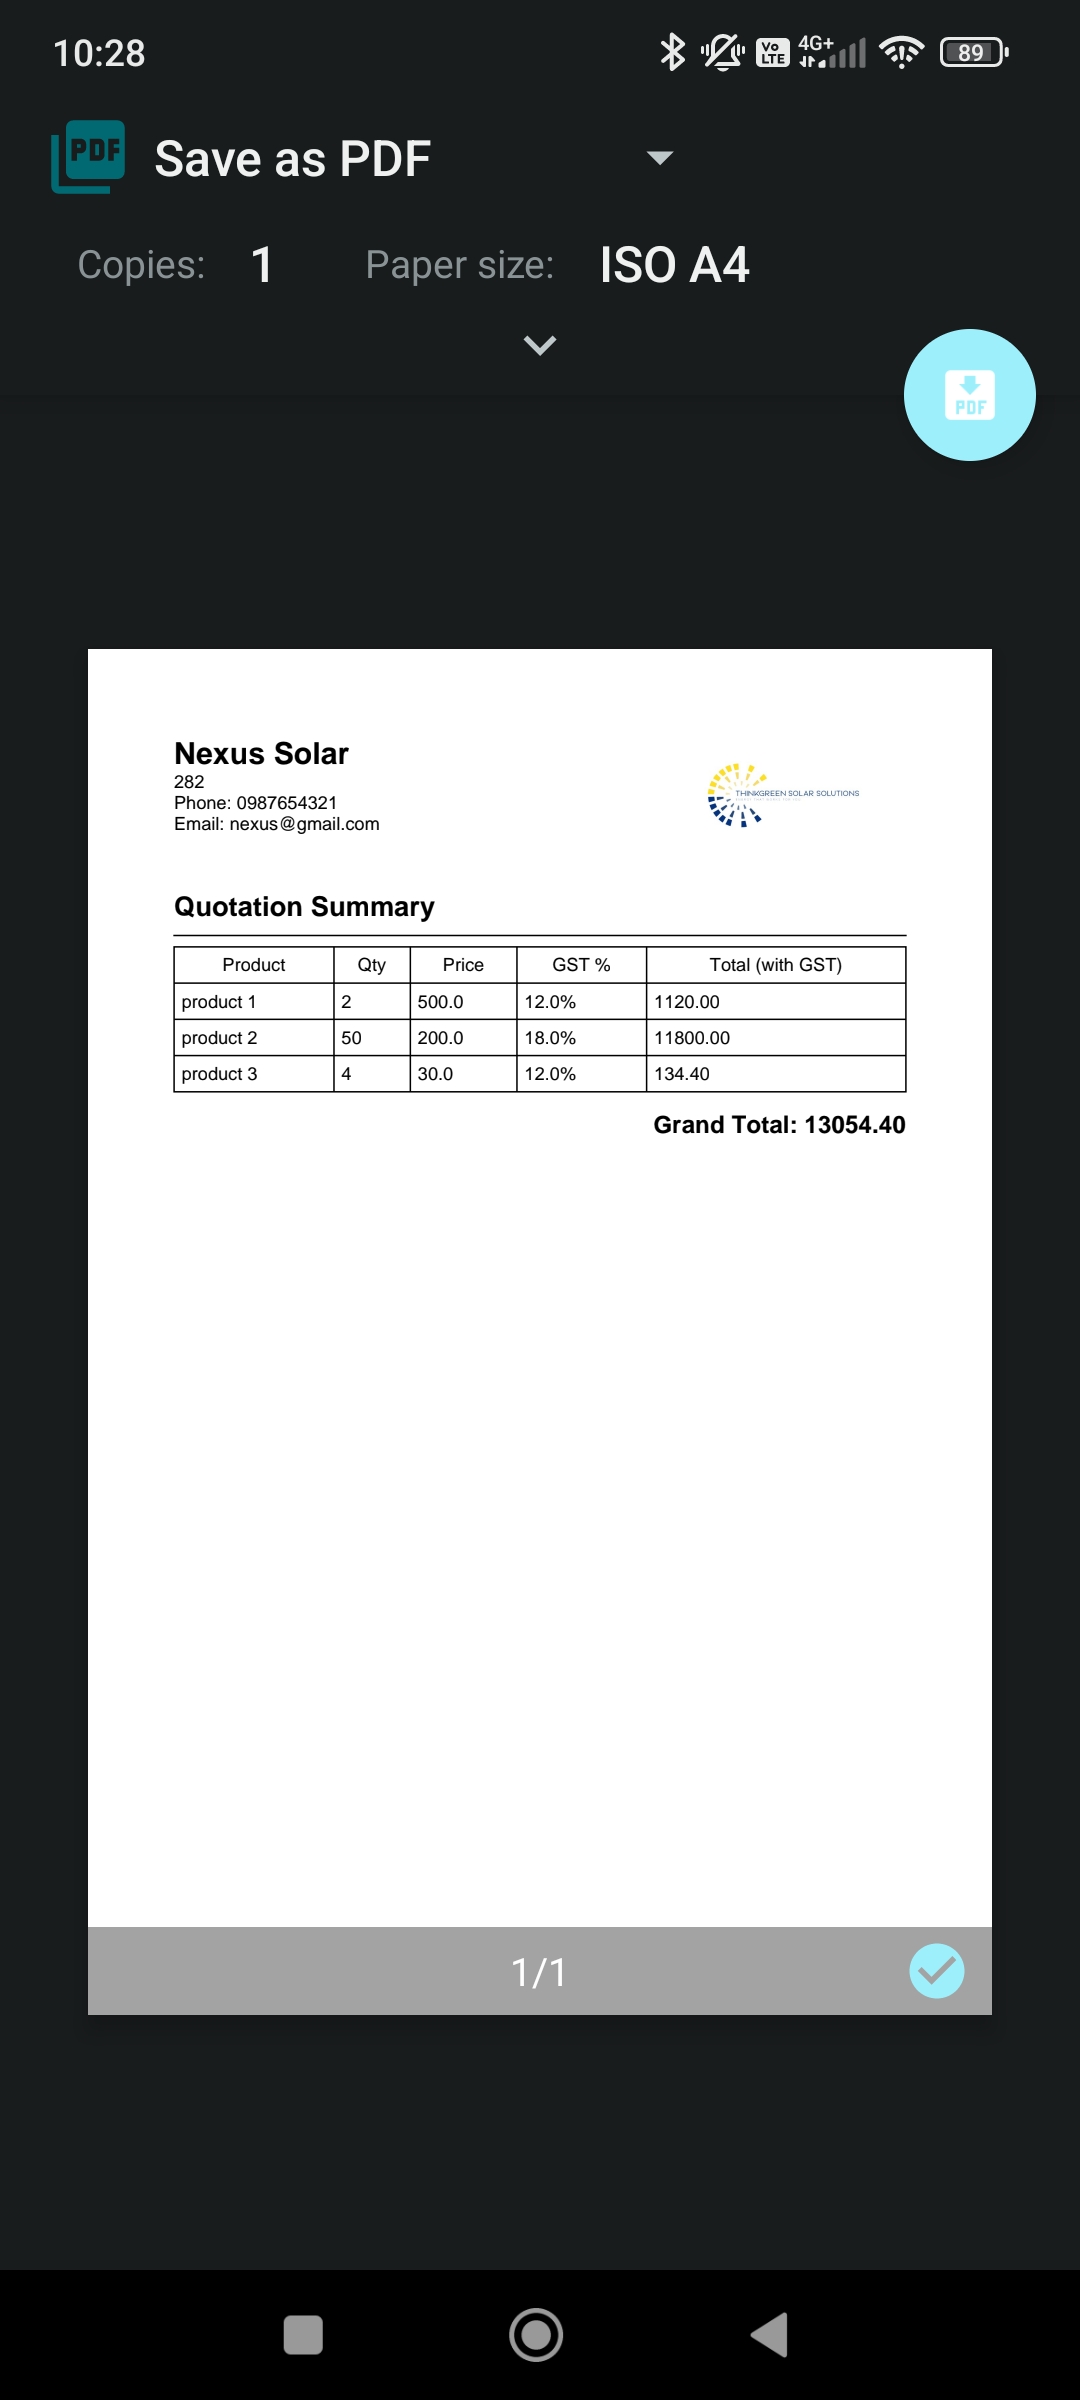 10:28
Vo LTE 4G+ 89
PDF Save as PDF
Copies: 1 Paper size: ISO A4
PDF
Nexus Solar
282
Phone: 0987654321
Email: nexus@gmail.com
THINKGREEN SOLAR SOLUTIONS
Quotation Summary
Product Qty Price GST % Total (with GST)
product 1 2 500.0 12.0% 1120.00
product 2 50 200.0 18.0% 11800.00
product 3 4 30.0 12.0% 134.40
Grand Total: 13054.40
1/1